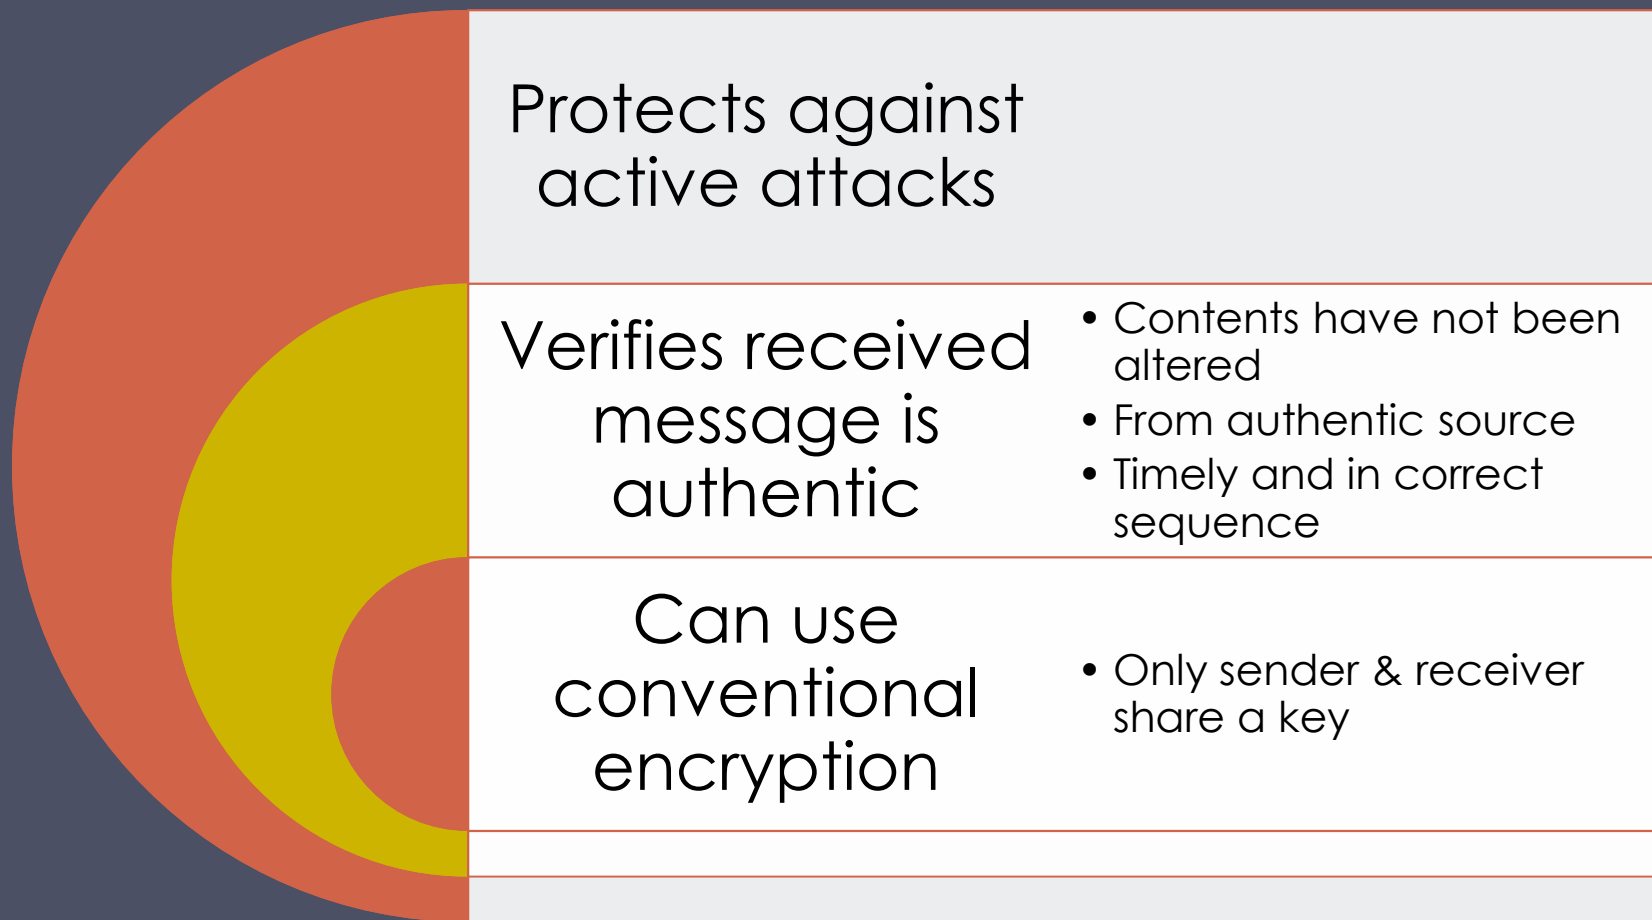 Protects against
active attacks
Verifies received
message is
authentic
• Contents have not been
altered
• From authentic source
• Timely and in correct
sequence
Can use
conventional
encryption
• Only sender & receiver
share a key